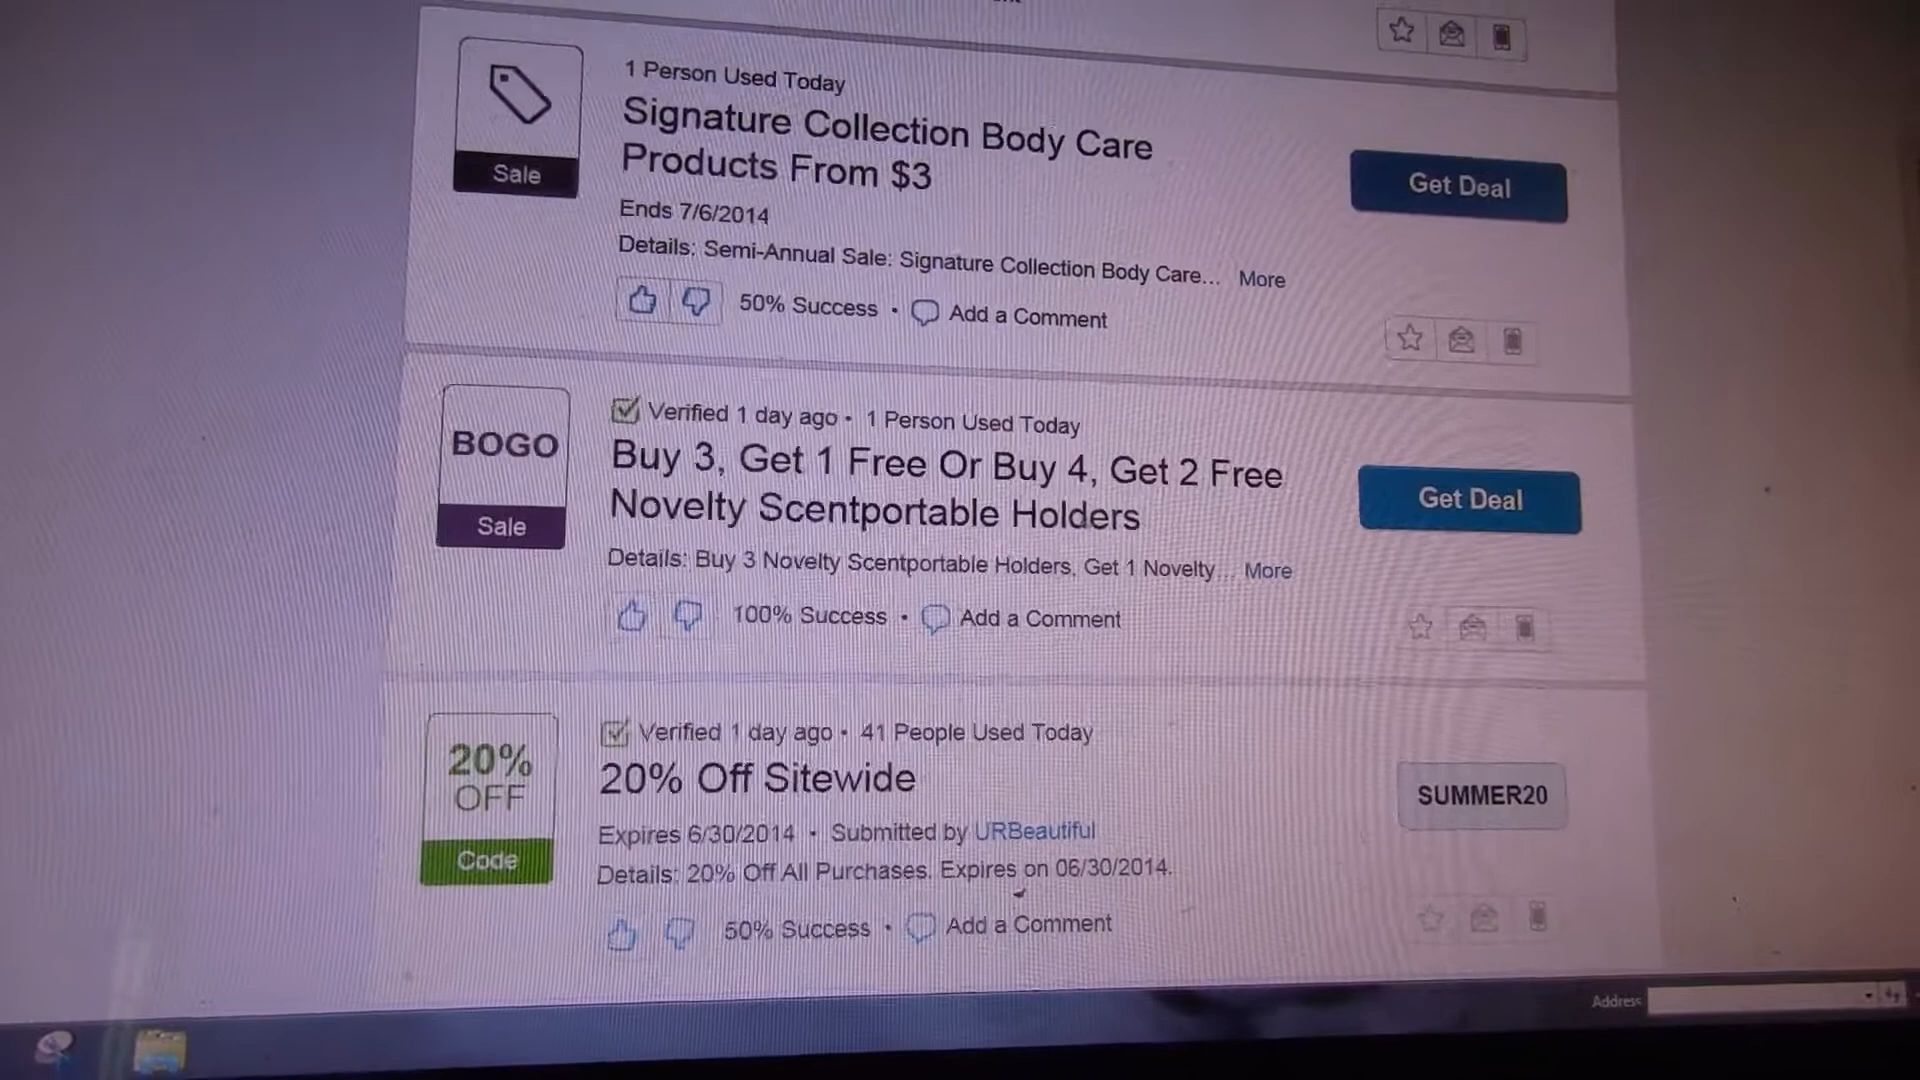 1 Person Used Today
Signature Collection Body Care
Products From $3
Sale
Get Deal
Ends 7/6/2014
Details: Semi-Annual Sale: Signature Collection Body Care... More
50% Success • Add a Comment
Verified 1 day ago • 1 Person Used Today
BOGO
Buy 3, Get 1 Free Or Buy 4, Get 2 Free
Novelty Scentportable Holders
Sale
Get Deal
Details: Buy 3 Novelty Scentportable Holders, Get 1 Novelty... More
100% Success • Add a Comment
Verified 1 day ago • 41 People Used Today
20%
OFF
20% Off Sitewide
SUMMER20
Expires 6/30/2014 • Submitted by URBeautiful
Code
Details: 20% Off All Purchases. Expires on 06/30/2014.
50% Success • Add a Comment
Address